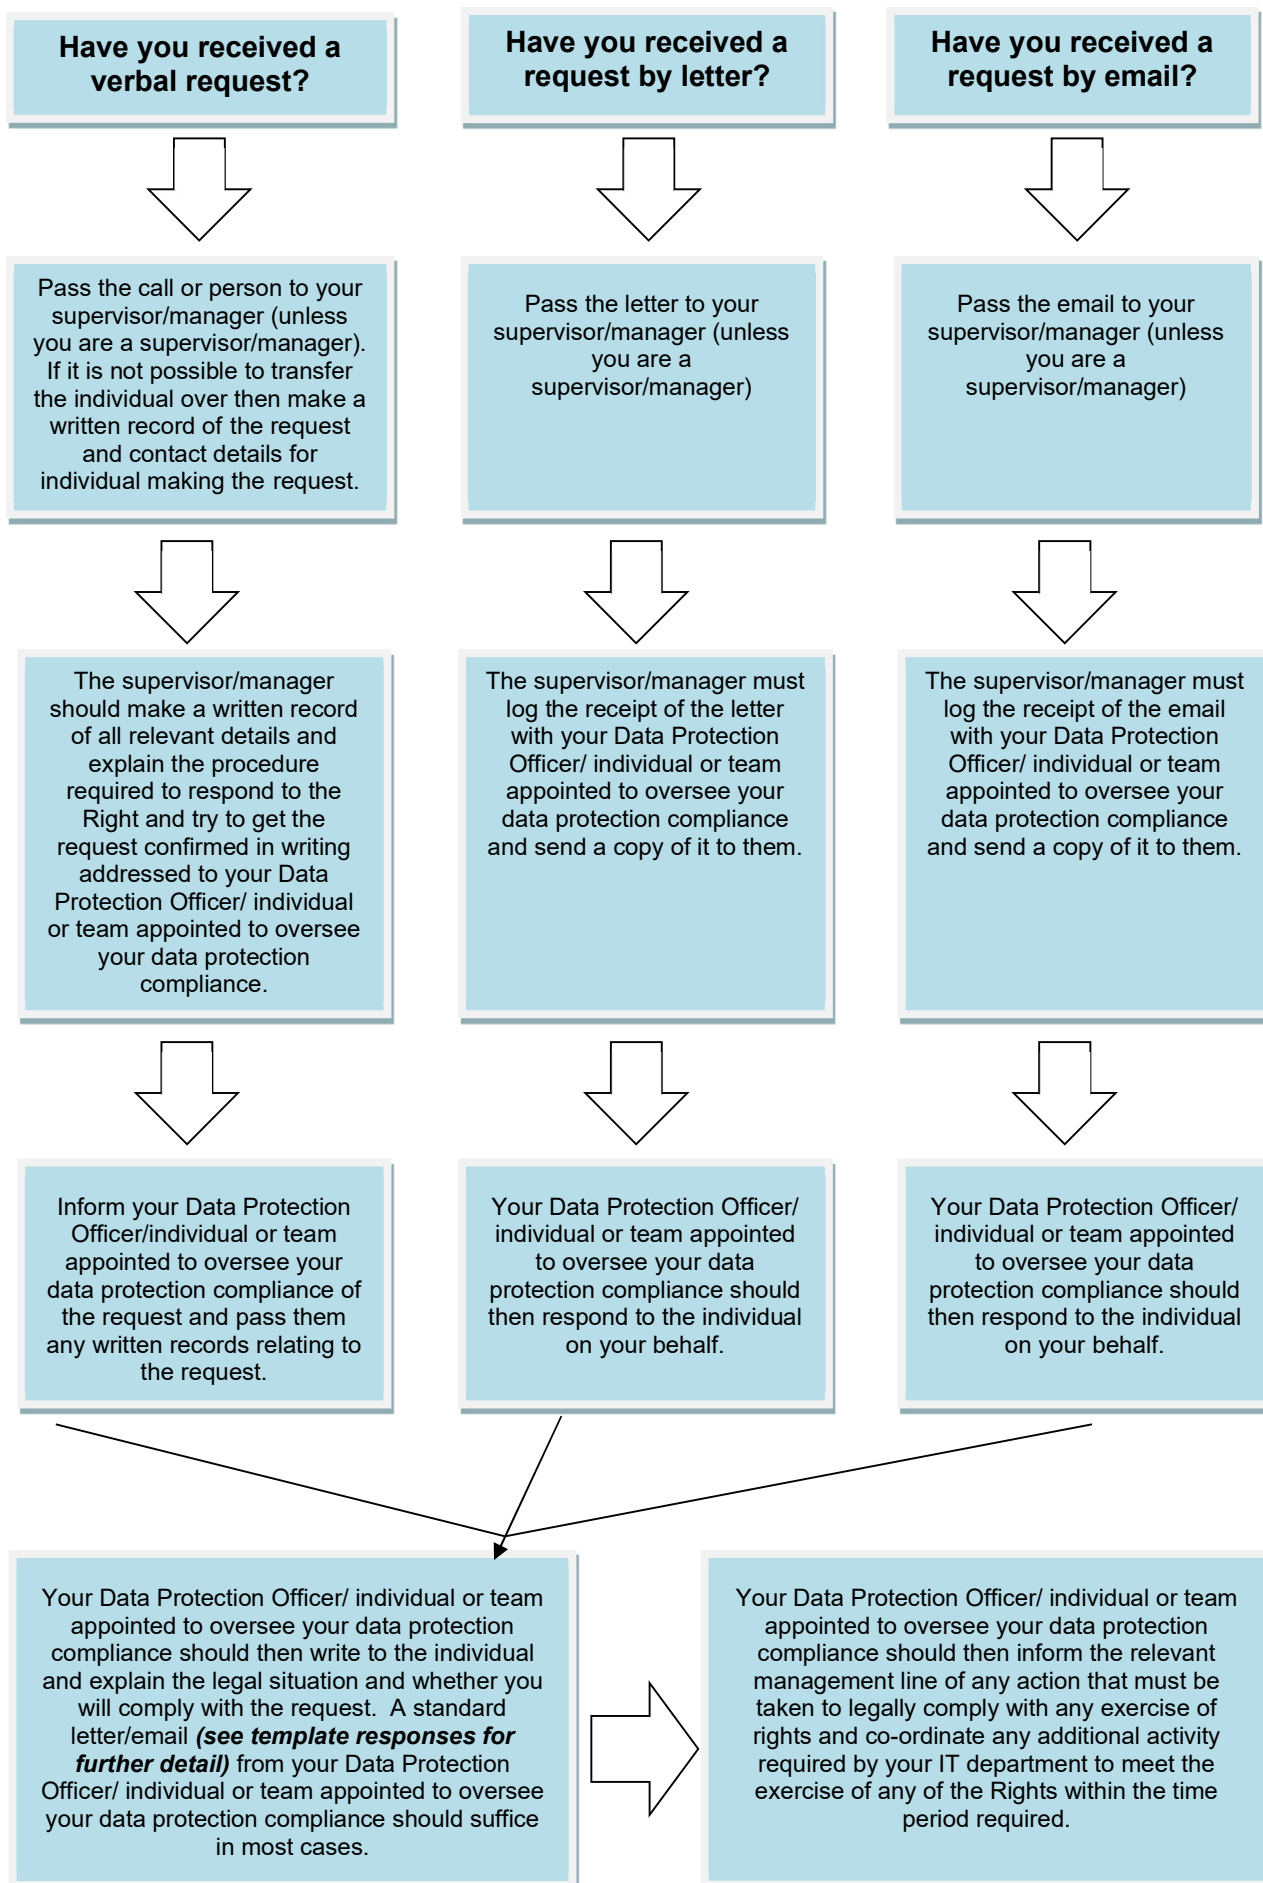 Have you received a
verbal request?
Have you received a
request by letter?
Have you received a
request by email?
Pass the call or person to your
supervisor/manager (unless
you are a supervisor/manager).
If it is not possible to transfer
the individual over then make a
written record of the request
and contact details for
individual making the request.
Pass the letter to your
supervisor/manager (unless
you are a
supervisor/manager)
Pass the email to your
supervisor/manager (unless
you are a
supervisor/manager)
The supervisor/manager
should make a written record
of all relevant details and
explain the procedure
required to respond to the
Right and try to get the
request confirmed in writing
addressed to your Data
Protection Officer/ individual
or team appointed to oversee
your data protection
compliance.
The supervisor/manager must
log the receipt of the letter
with your Data Protection
Officer/ individual or team
appointed to oversee your
data protection compliance
and send a copy of it to them.
The supervisor/manager must
log the receipt of the email
with your Data Protection
Officer/ individual or team
appointed to oversee your
data protection compliance
and send a copy of it to them.
Inform your Data Protection
Officer/individual or team
appointed to oversee your
data protection compliance of
the request and pass them
any written records relating to
the request.
Your Data Protection Officer/
individual or team appointed
to oversee your data
protection compliance should
then respond to the individual
on your behalf.
Your Data Protection Officer/
individual or team appointed
to oversee your data
protection compliance should
then respond to the individual
on your behalf.
Your Data Protection Officer/ individual or team
appointed to oversee your data protection
compliance should then write to the individual
and explain the legal situation and whether you
will comply with the request.  A standard
letter/email (see template responses for
further detail) from your Data Protection
Officer/ individual or team appointed to oversee
your data protection compliance should suffice
in most cases.
Your Data Protection Officer/ individual or team
appointed to oversee your data protection
compliance should then inform the relevant
management line of any action that must be
taken to legally comply with any exercise of
rights and co-ordinate any additional activity
required by your IT department to meet the
exercise of any of the Rights within the time
period required.